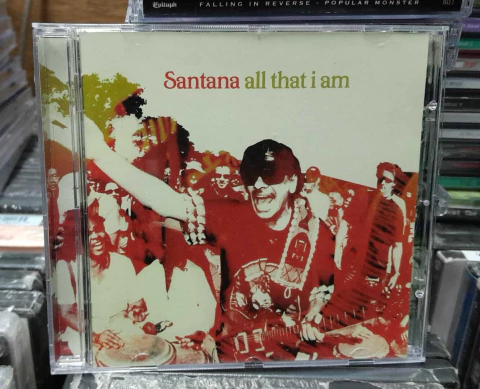 Epitaph
FALLING IN REVERSE - POPULAR MONSTER
Santana all that i am